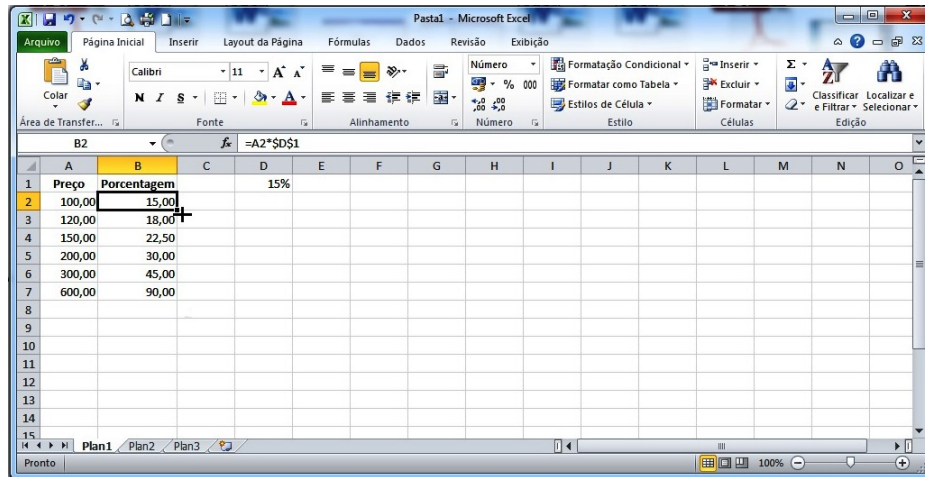 Pasta1 - Microsoft Excel
Arquivo Página Inicial Inserir Layout da Página Fórmulas Dados Revisão Exibição
Colar
Calibri 11
N I S
Número
% 000
Formatação Condicional
Formatar como Tabela
Estilos de Célula
Inserir
Excluir
Formatar
Σ
Classificar e Filtrar
Localizar e Selecionar
Área de Transfer... Fonte Alinhamento Número Estilo Células Edição
B2 fx =A2*$D$1
A B C D E F G H I J K L M N O
1 Preço Porcentagem 15%
2 100,00 15,00
3 120,00 18,00
4 150,00 22,50
5 200,00 30,00
6 300,00 45,00
7 600,00 90,00
8
9
10
11
12
13
14
15
Plan1 Plan2 Plan3
Pronto 100%